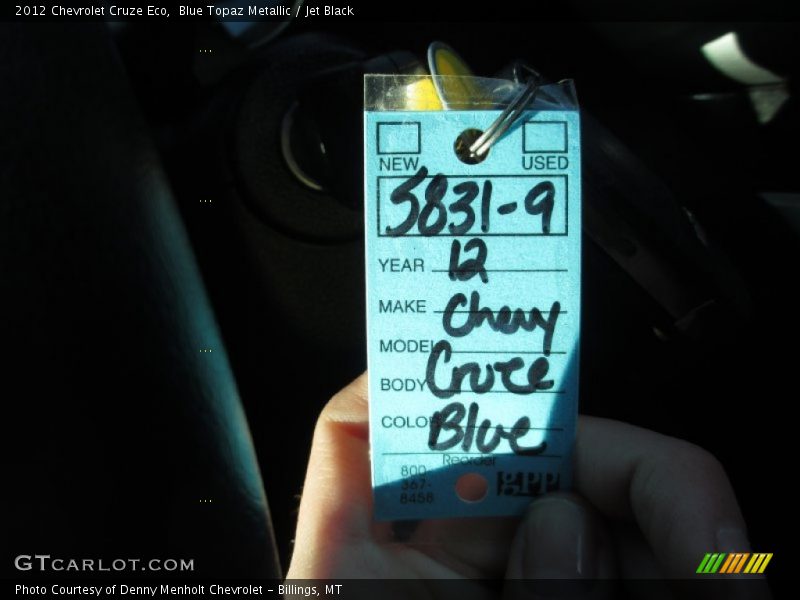 2012 Chevrolet Cruze Eco,  Blue Topaz Metallic / Jet Black
NEW USED
5831-9
YEAR 12
MAKE Chevy
MODEL Cruze
BODY
COLOR Blue
Reorder
800
367-
8458
gpp
GTCARLOT.COM
Photo Courtesy of Denny Menholt Chevrolet – Billings, MT